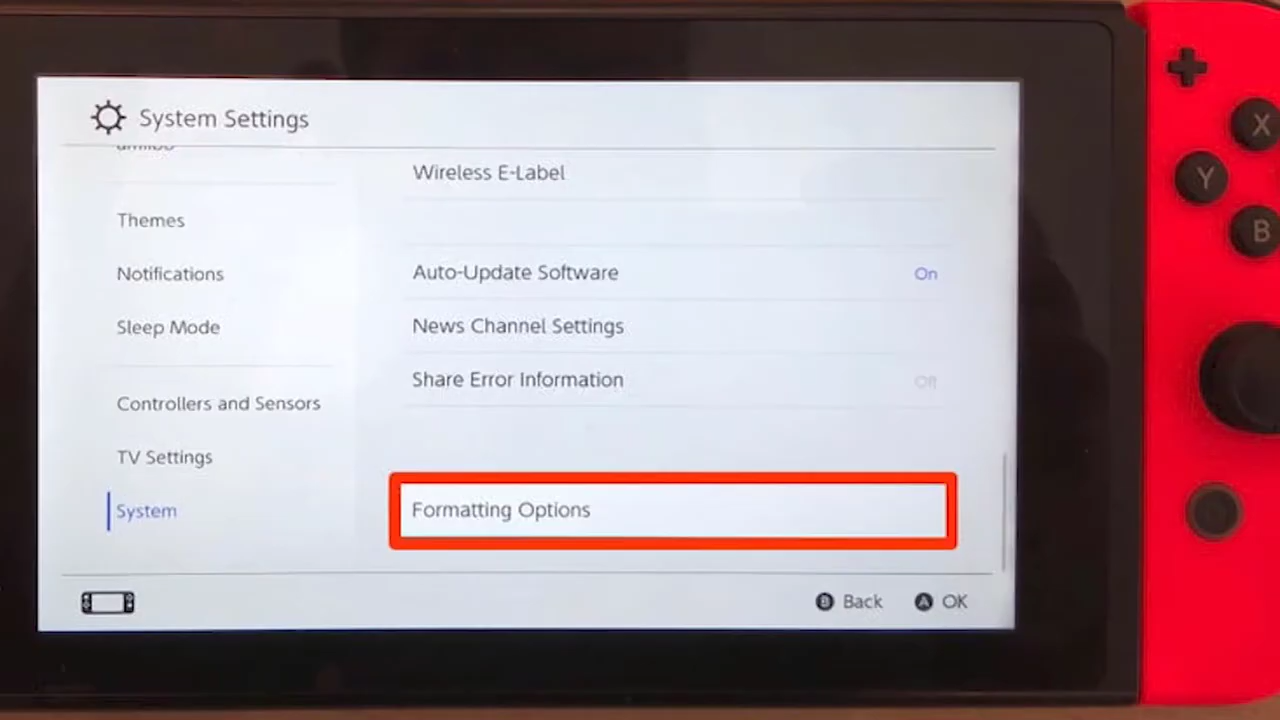 System Settings
Themes
Notifications
Sleep Mode
Controllers and Sensors
TV Settings
System
Wireless E-Label
Auto-Update Software On
News Channel Settings
Share Error Information Off
Formatting Options
B Back A OK
X
Y
B